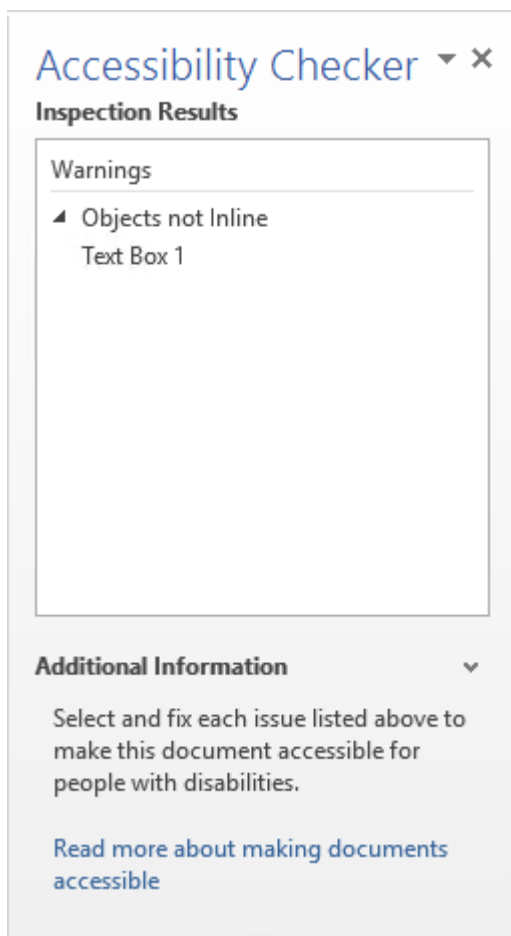 Accessibility Checker
Inspection Results
Warnings
Objects not Inline
Text Box 1
Additional Information
Select and fix each issue listed above to
make this document accessible for
people with disabilities.
Read more about making documents
accessible